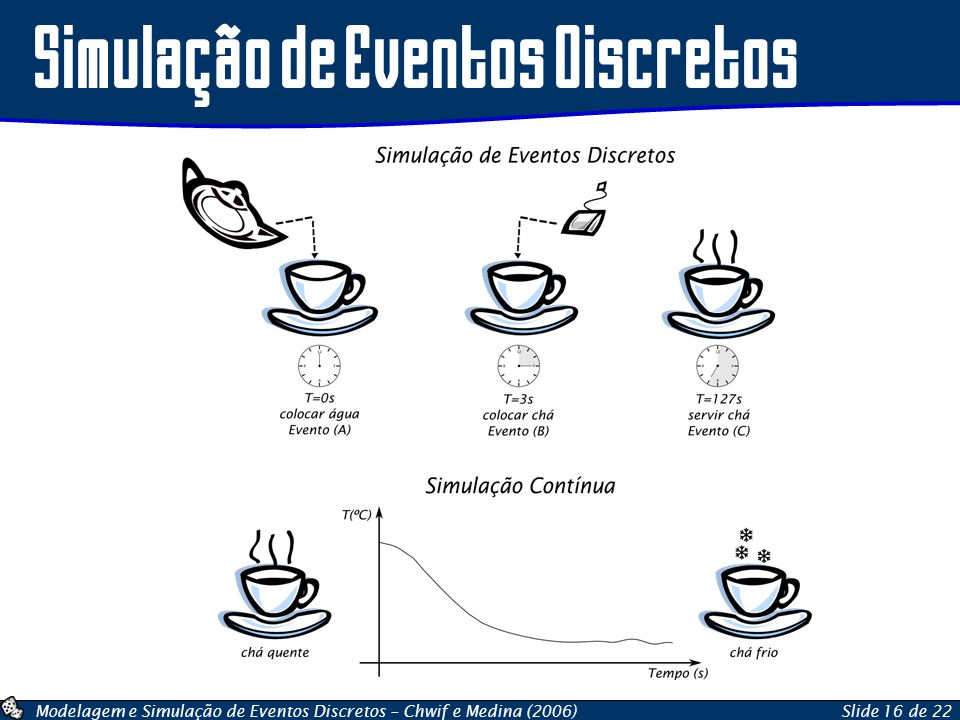 Simulação de Eventos Discretos
Simulação de Eventos Discretos
T=0s
colocar água
Evento (A)
T=3s
colocar chá
Evento (B)
T=127s
servir chá
Evento (C)
Simulação Contínua
T(ºC)
chá quente
chá frio
Tempo (s)
Modelagem e Simulação de Eventos Discretos – Chwif e Medina (2006)
Slide 16 de 22